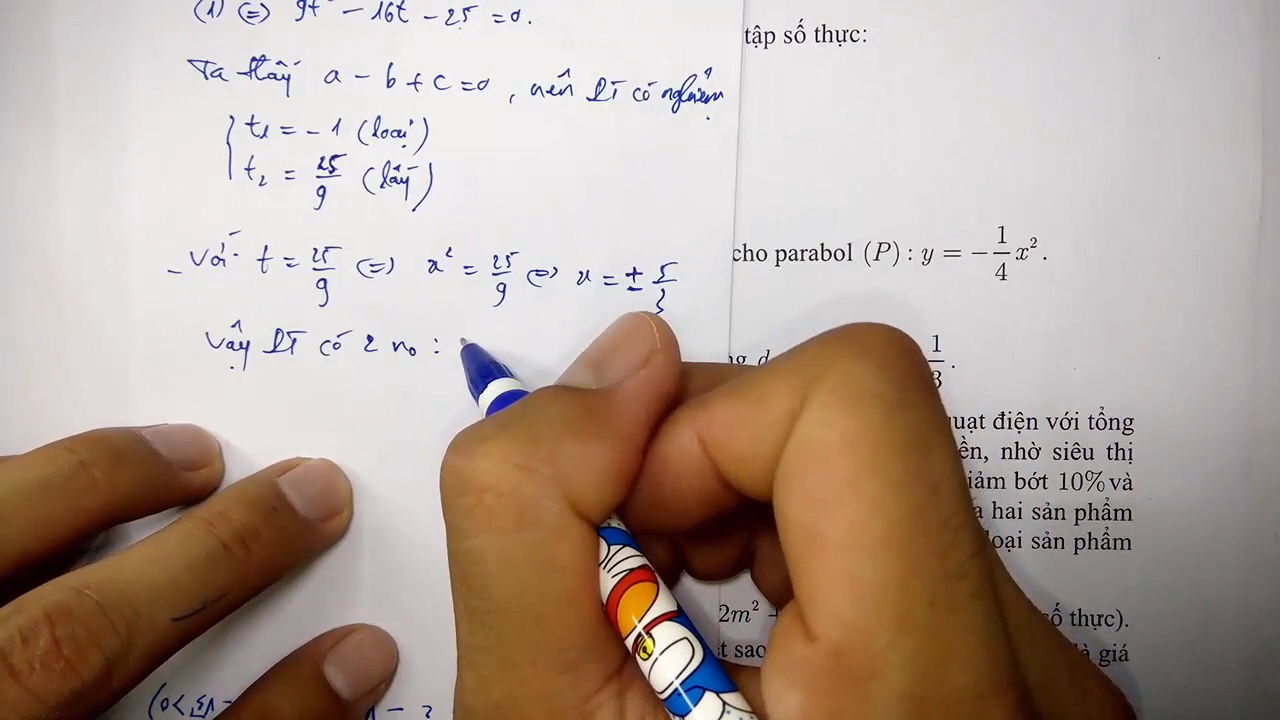 (1) (=) 9t² - 16t - 25 = 0.
Ta thấy a - b + c = 0, nên PT có nghiệm
t₁ = -1 (loại)
t₂ = 25/9 (lấy)
- Với t = 25/9 (=) x² = 25/9 (=) x = ± 5/3
Vậy PT có 2 no :
tập số thực:
cho parabol (P) : y = -1/4 x².
1/3.
quạt điện với tổng
nhờ siêu thị
giảm bớt 10% và
hai sản phẩm
loại sản phẩm
2m²
số thực).
sao
giá